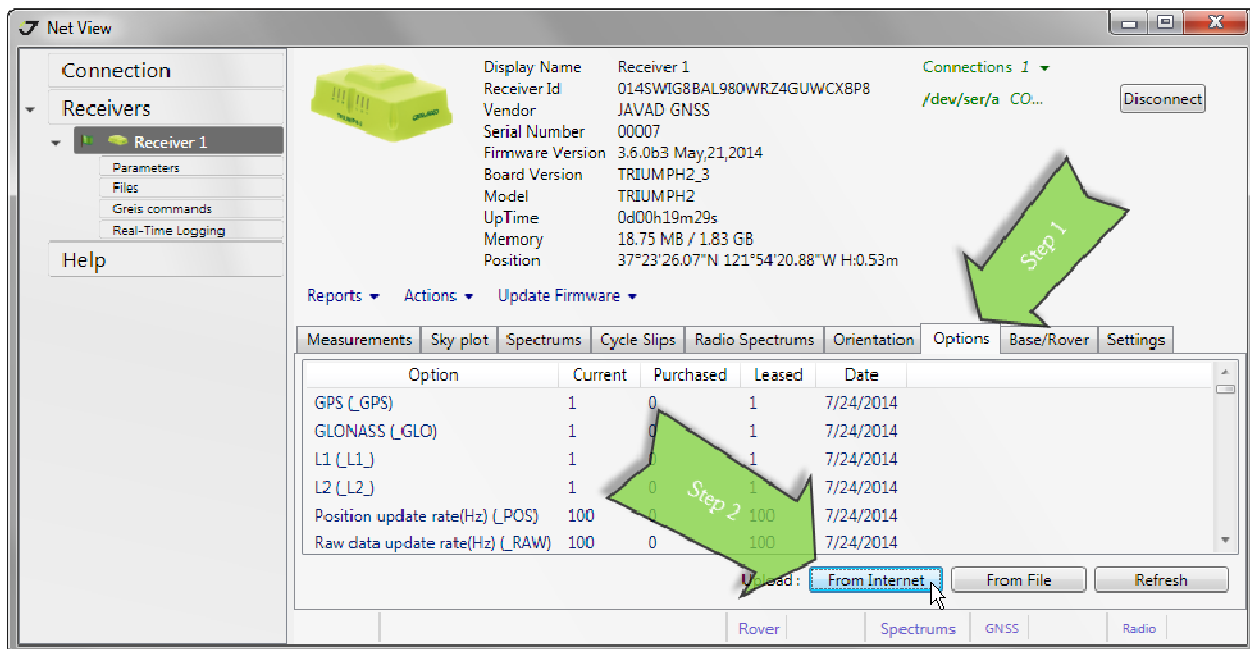 Net View
Connection
Receivers
Receiver 1
Parameters
Files
Greis commands
Real-Time Logging
Help
Display Name Receiver 1
Receiver Id 014SWIG8BAL980WRZ4GUWCX8P8
Vendor JAVAD GNSS
Serial Number 00007
Firmware Version 3.6.0b3 May,21,2014
Board Version TRIUMPH2_3
Model TRIUMPH2
UpTime 0d00h19m29s
Memory 18.75 MB / 1.83 GB
Position 37°23'26.07"N 121°54'20.88"W H:0.53m
Connections 1
/dev/ser/a CO...
Disconnect
Step 1
Reports Actions Update Firmware
Measurements Sky plot Spectrums Cycle Slips Radio Spectrums Orientation Options Base/Rover Settings
Option Current Purchased Leased Date
GPS (_GPS) 1 0 1 7/24/2014
GLONASS (_GLO) 1 0 1 7/24/2014
L1 (_L1_) 1 0 1 7/24/2014
L2 (_L2_) 1 0 1 7/24/2014
Position update rate(Hz) (_POS) 100 0 100 7/24/2014
Raw data update rate(Hz) (_RAW) 100 0 100 7/24/2014
Step 2
Upload : From Internet From File Refresh
Rover Spectrums GNSS Radio